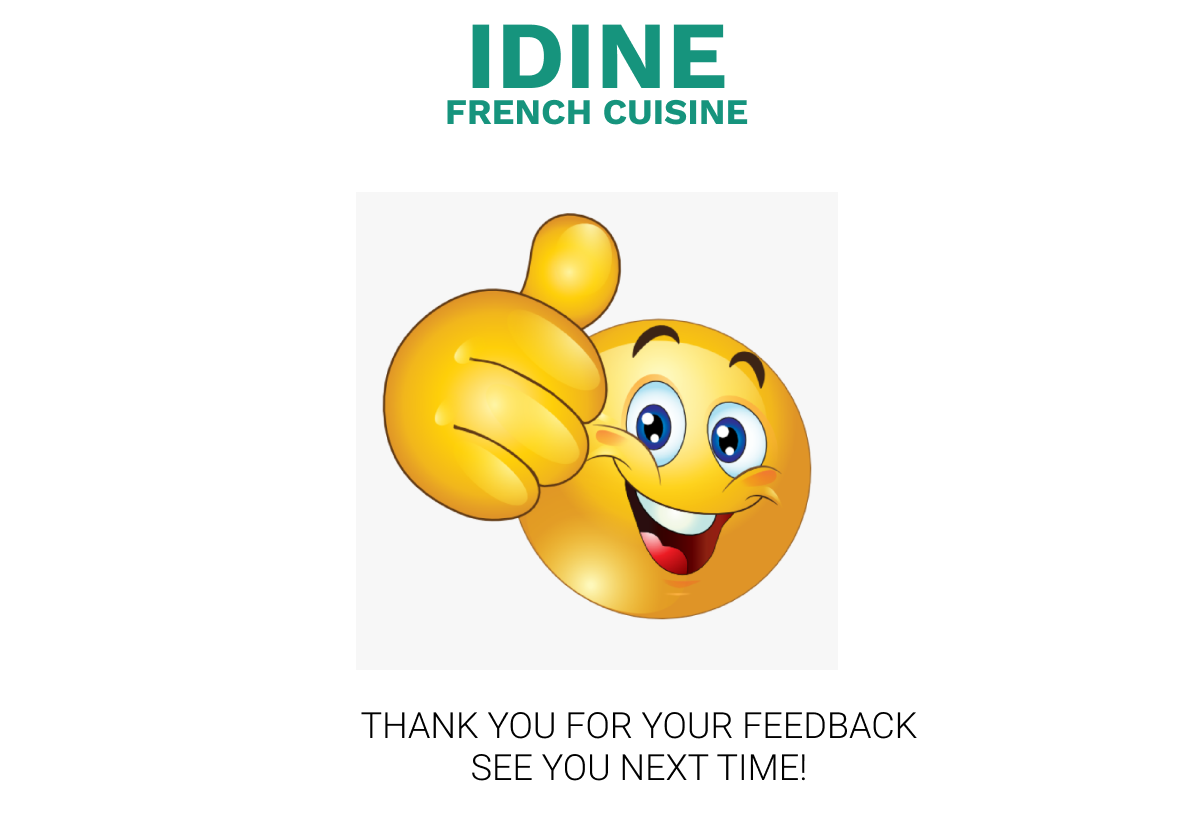 IDINE
FRENCH CUISINE
THANK YOU FOR YOUR FEEDBACK
SEE YOU NEXT TIME!